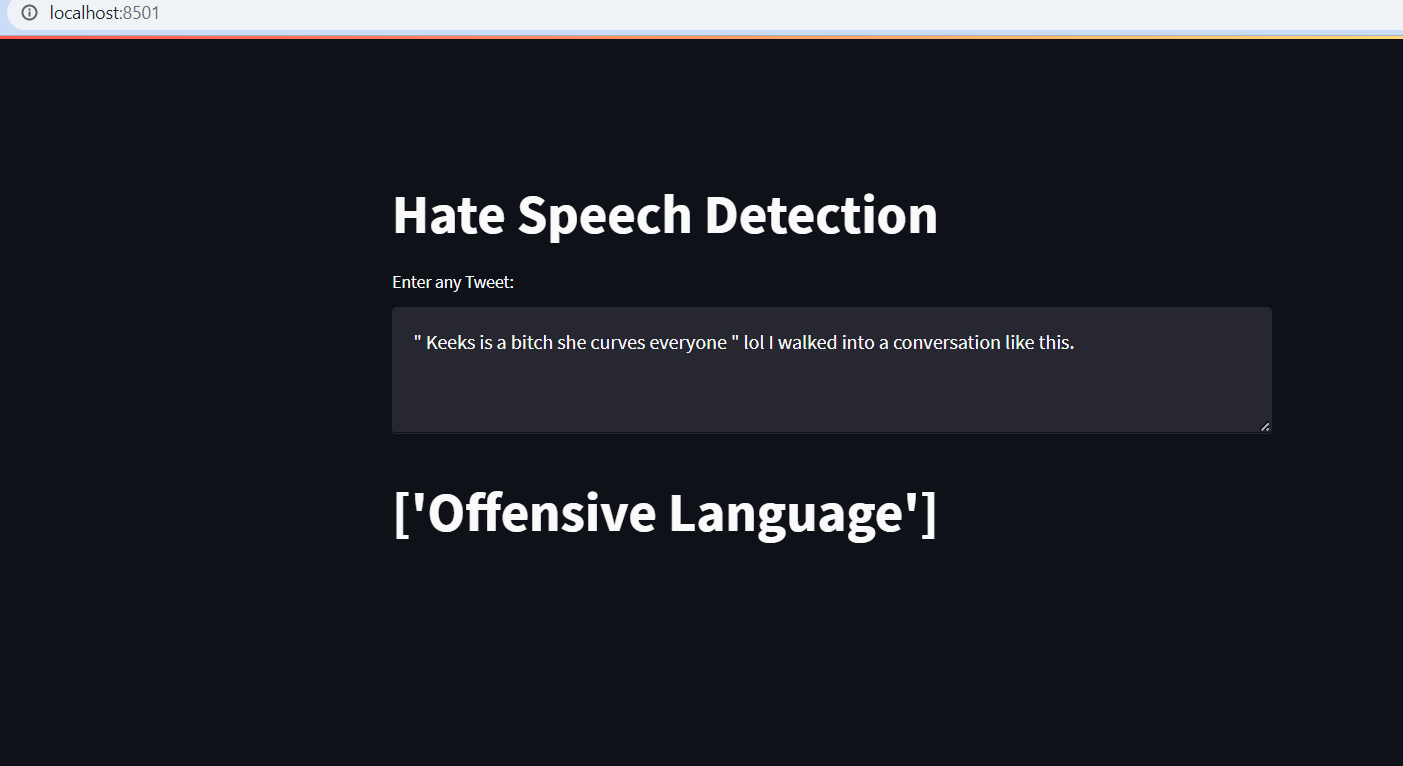 localhost:8501
Hate Speech Detection
Enter any Tweet:
" Keeks is a bitch she curves everyone " lol I walked into a conversation like this.
['Offensive Language']